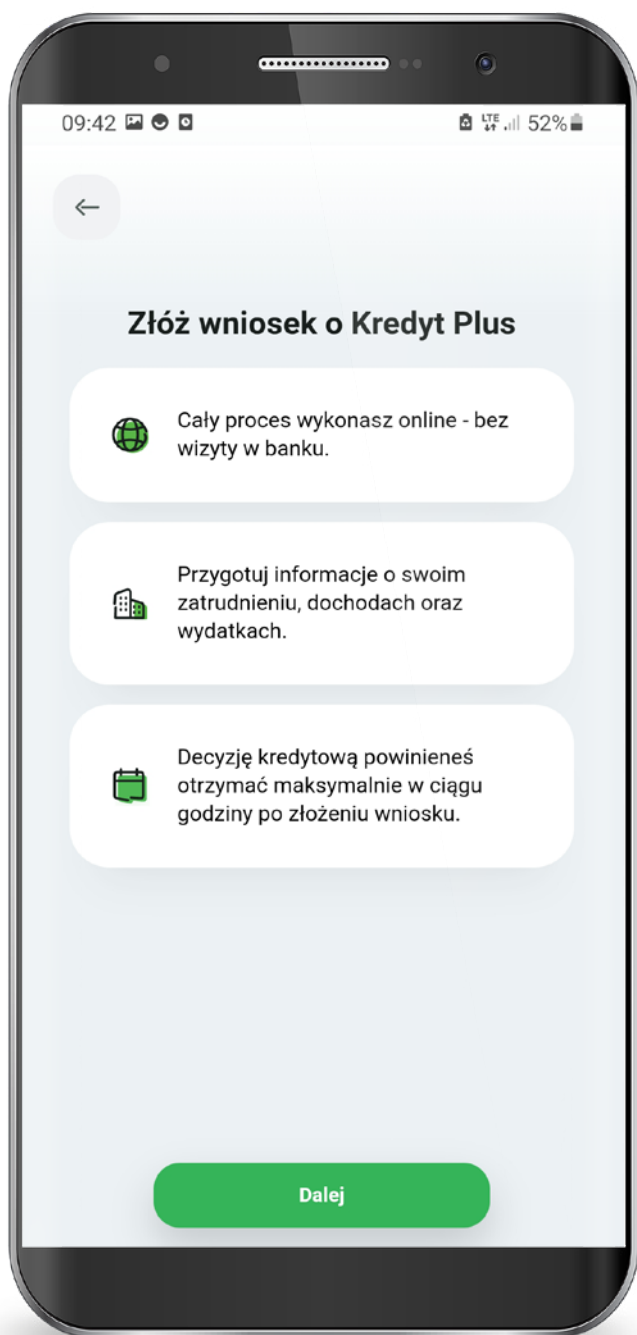 09:42
LTE
52%
Złóż wniosek o Kredyt Plus
Cały proces wykonasz online - bez
wizyty w banku.
Przygotuj informacje o swoim
zatrudnieniu, dochodach oraz
wydatkach.
Decyzję kredytową powinieneś
otrzymać maksymalnie w ciągu
godziny po złożeniu wniosku.
Dalej